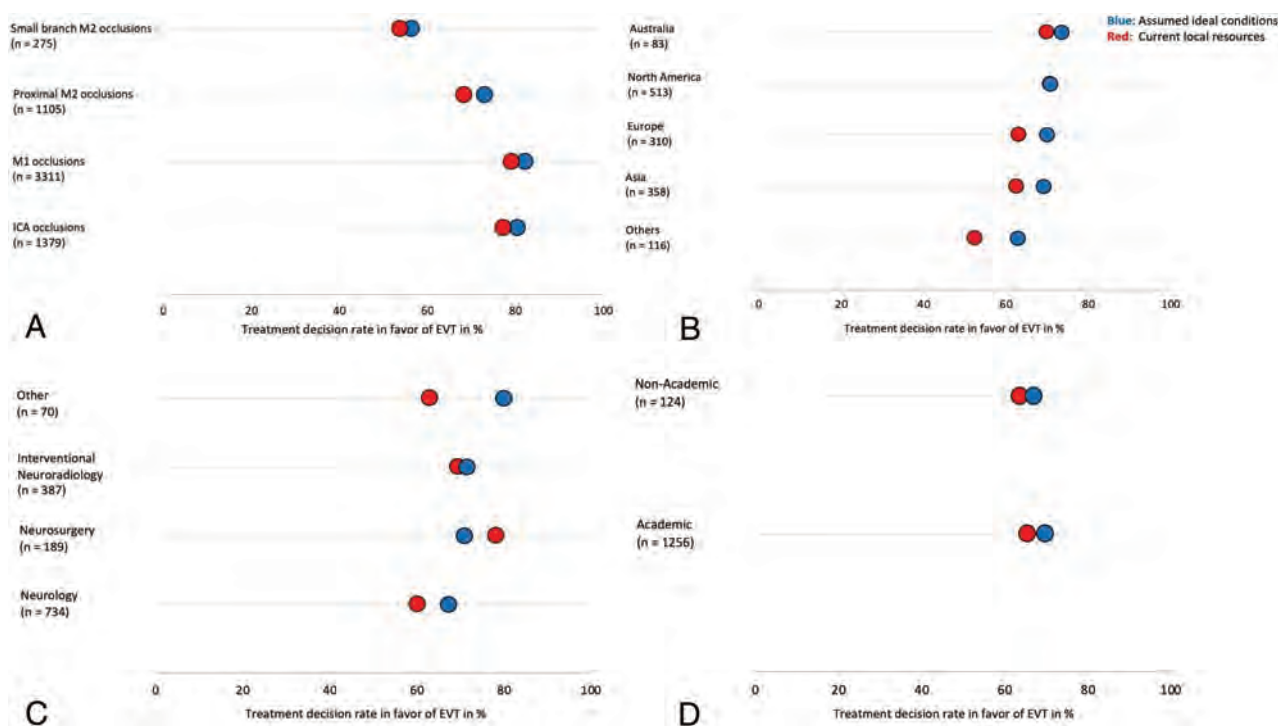 Small branch M2 occlusions
(n = 275)
Proximal M2 occlusions
(n = 1105)
M1 occlusions
(n = 3311)
ICA occlusions
(n = 1379)
0 20 40 60 80 100
Treatment decision rate in favor of EVT in %
A
Blue: Assumed ideal conditions
Red: Current local resources
Australia
(n = 83)
North America
(n = 513)
Europe
(n = 310)
Asia
(n = 358)
Others
(n = 116)
0 20 40 60 80 100
Treatment decision rate in favor of EVT in %
B
Other
(n = 70)
Interventional
Neuroradiology
(n = 387)
Neurosurgery
(n = 189)
Neurology
(n = 734)
0 20 40 60 80 100
Treatment decision rate in favor of EVT in %
C
Non-Academic
(n = 124)
Academic
(n = 1256)
0 20 40 60 80 100
Treatment decision rate in favor of EVT in %
D